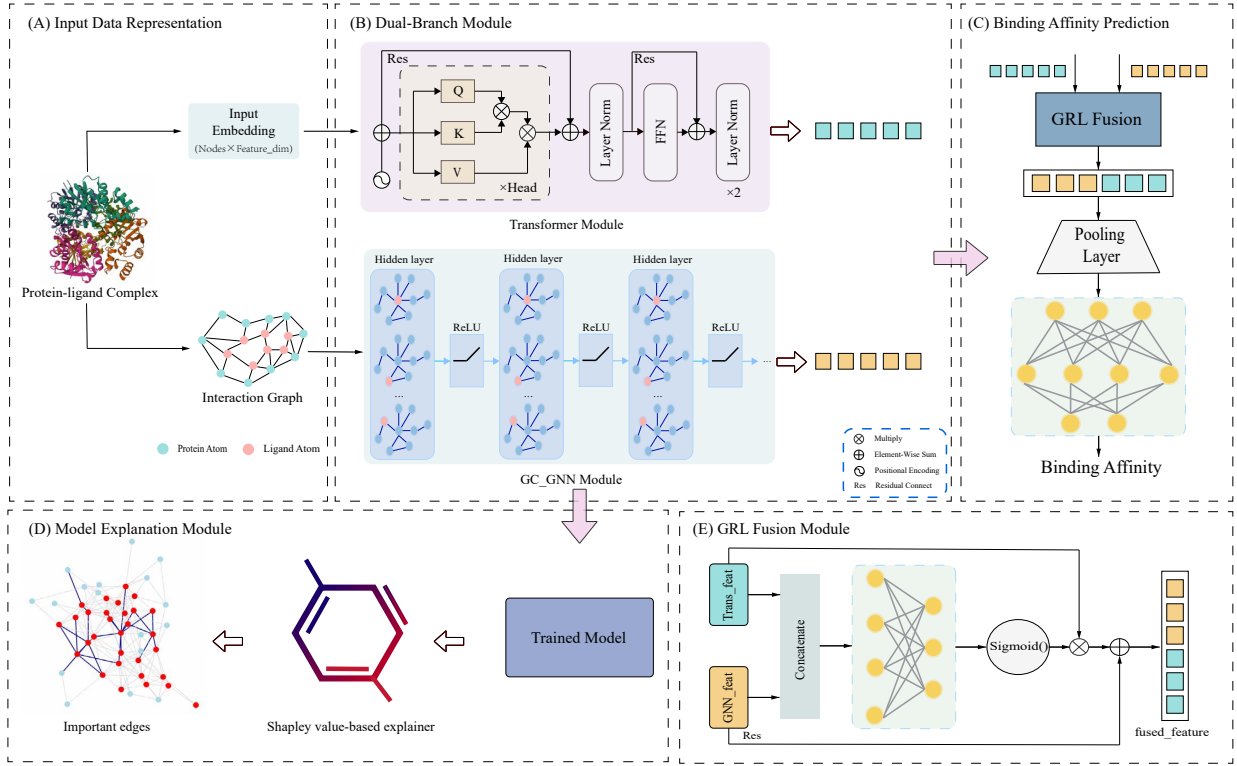 (A) Input Data Representation
Input
Embedding
(Nodes×Feature_dim)
Protein-ligand Complex
Interaction Graph
Protein Atom
Ligand Atom
(B) Dual-Branch Module
Res
Q
K
V
×Head
Layer Norm
Res
FFN
Layer Norm
×2
Transformer Module
Hidden layer
Hidden layer
Hidden layer
ReLU
ReLU
ReLU
...
...
...
...
GC_GNN Module
Multiply
Element-Wise Sum
Positional Encoding
Res Residual Connect
(C) Binding Affinity Prediction
GRL Fusion
Pooling
Layer
Binding Affinity
(D) Model Explanation Module
Important edges
Shapley value-based explainer
Trained Model
(E) GRL Fusion Module
Trans_feat
GNN_feat
Res
Concatenate
Sigmoid()
fused_feature